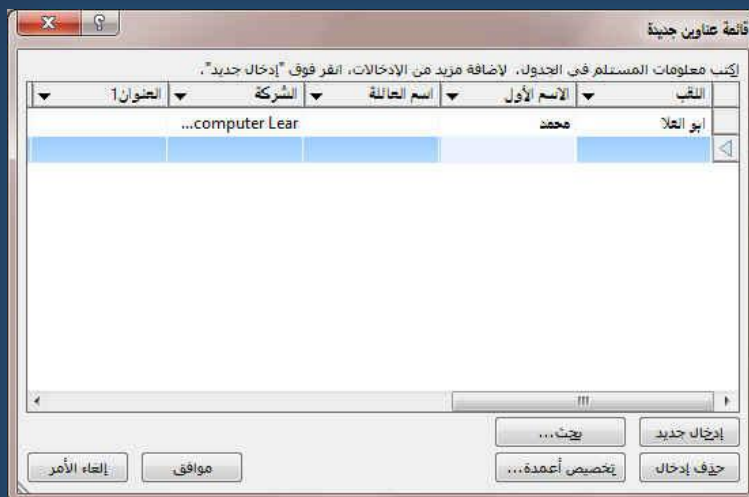 قائمة عناوين جديدة
اكتب معلومات المستلم في الجدول. لإضافة مزيد من الإدخالات، انقر فوق "إدخال جديد".
اللقب الاسم الأول اسم العائلة الشركة العنوان1
ابو العلا محمد computer Lear...
إدخال جديد بحث...
حذف إدخال تخصيص أعمدة... موافق إلغاء الأمر